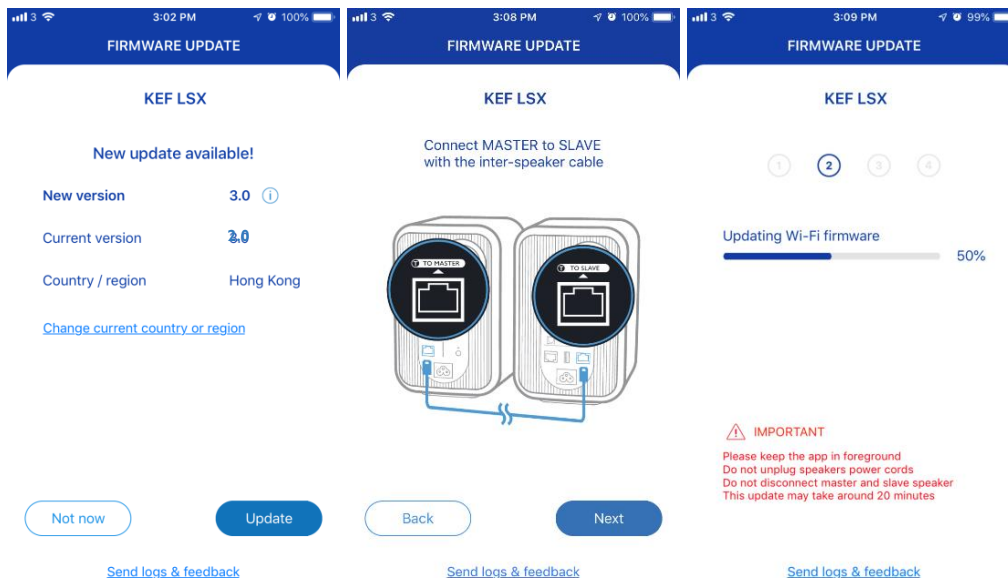 3 3:02 PM 100%
FIRMWARE UPDATE
KEF LSX
New update available!
New version 3.0
Current version
Country / region Hong Kong
Change current country or region
Not now Update
Send logs & feedback
3 3:08 PM 100%
FIRMWARE UPDATE
KEF LSX
Connect MASTER to SLAVE
with the inter-speaker cable
TO MASTER
TO SLAVE
Back Next
Send logs & feedback
3 3:09 PM 99%
FIRMWARE UPDATE
KEF LSX
1 2 3 4
Updating Wi-Fi firmware
50%
IMPORTANT
Please keep the app in foreground
Do not unplug speakers power cords
Do not disconnect master and slave speaker
This update may take around 20 minutes
Send logs & feedback